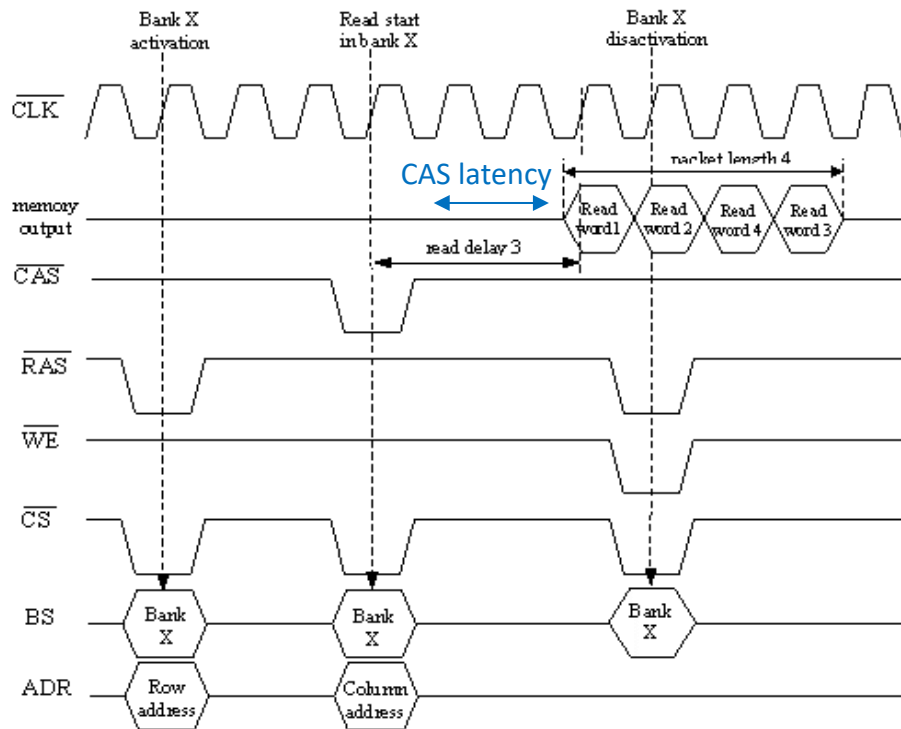 Bank X
activation
Read start
in bank X
Bank X
disactivation
CLK
packet length 4
CAS latency
memory
output
Read
word1
Read
word 2
Read
word 4
Read
word 3
read delay 3
CAS
RAS
WE
CS
BS
Bank
X
Bank
X
Bank
X
ADR
Row
address
Column
address